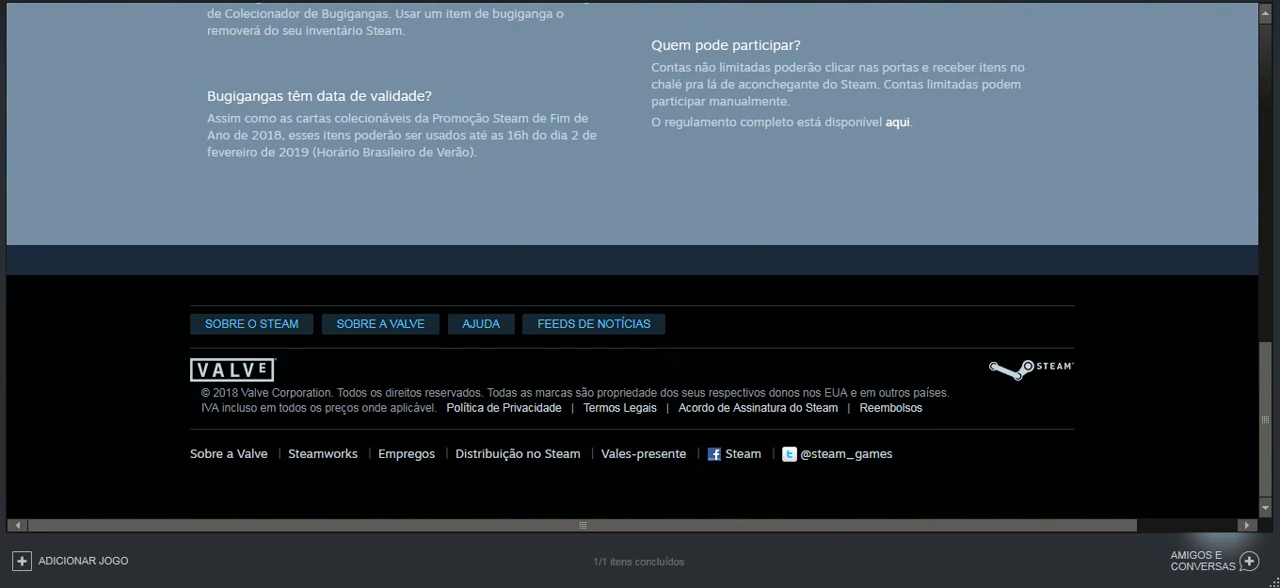 de Colecionador de Bugigangas. Usar um item de bugiganga o
removerá do seu inventário Steam.
Bugigangas têm data de validade?
Assim como as cartas colecionáveis da Promoção Steam de Fim de
Ano de 2018, esses itens poderão ser usados até as 16h do dia 2 de
fevereiro de 2019 (Horário Brasileiro de Verão).
Quem pode participar?
Contas não limitadas poderão clicar nas portas e receber itens no
chalé pra lá de aconchegante do Steam. Contas limitadas podem
participar manualmente.
O regulamento completo está disponível aqui.
SOBRE O STEAM SOBRE A VALVE AJUDA FEEDS DE NOTÍCIAS
VALVE STEAM
© 2018 Valve Corporation. Todos os direitos reservados. Todas as marcas são propriedade dos seus respectivos donos nos EUA e em outros países.
IVA incluso em todos os preços onde aplicável. Política de Privacidade | Termos Legais | Acordo de Assinatura do Steam | Reembolsos
Sobre a Valve | Steamworks | Empregos | Distribuição no Steam | Vales-presente | Steam | @steam_games
ADICIONAR JOGO
1/1 itens concluídos
AMIGOS E
CONVERSAS